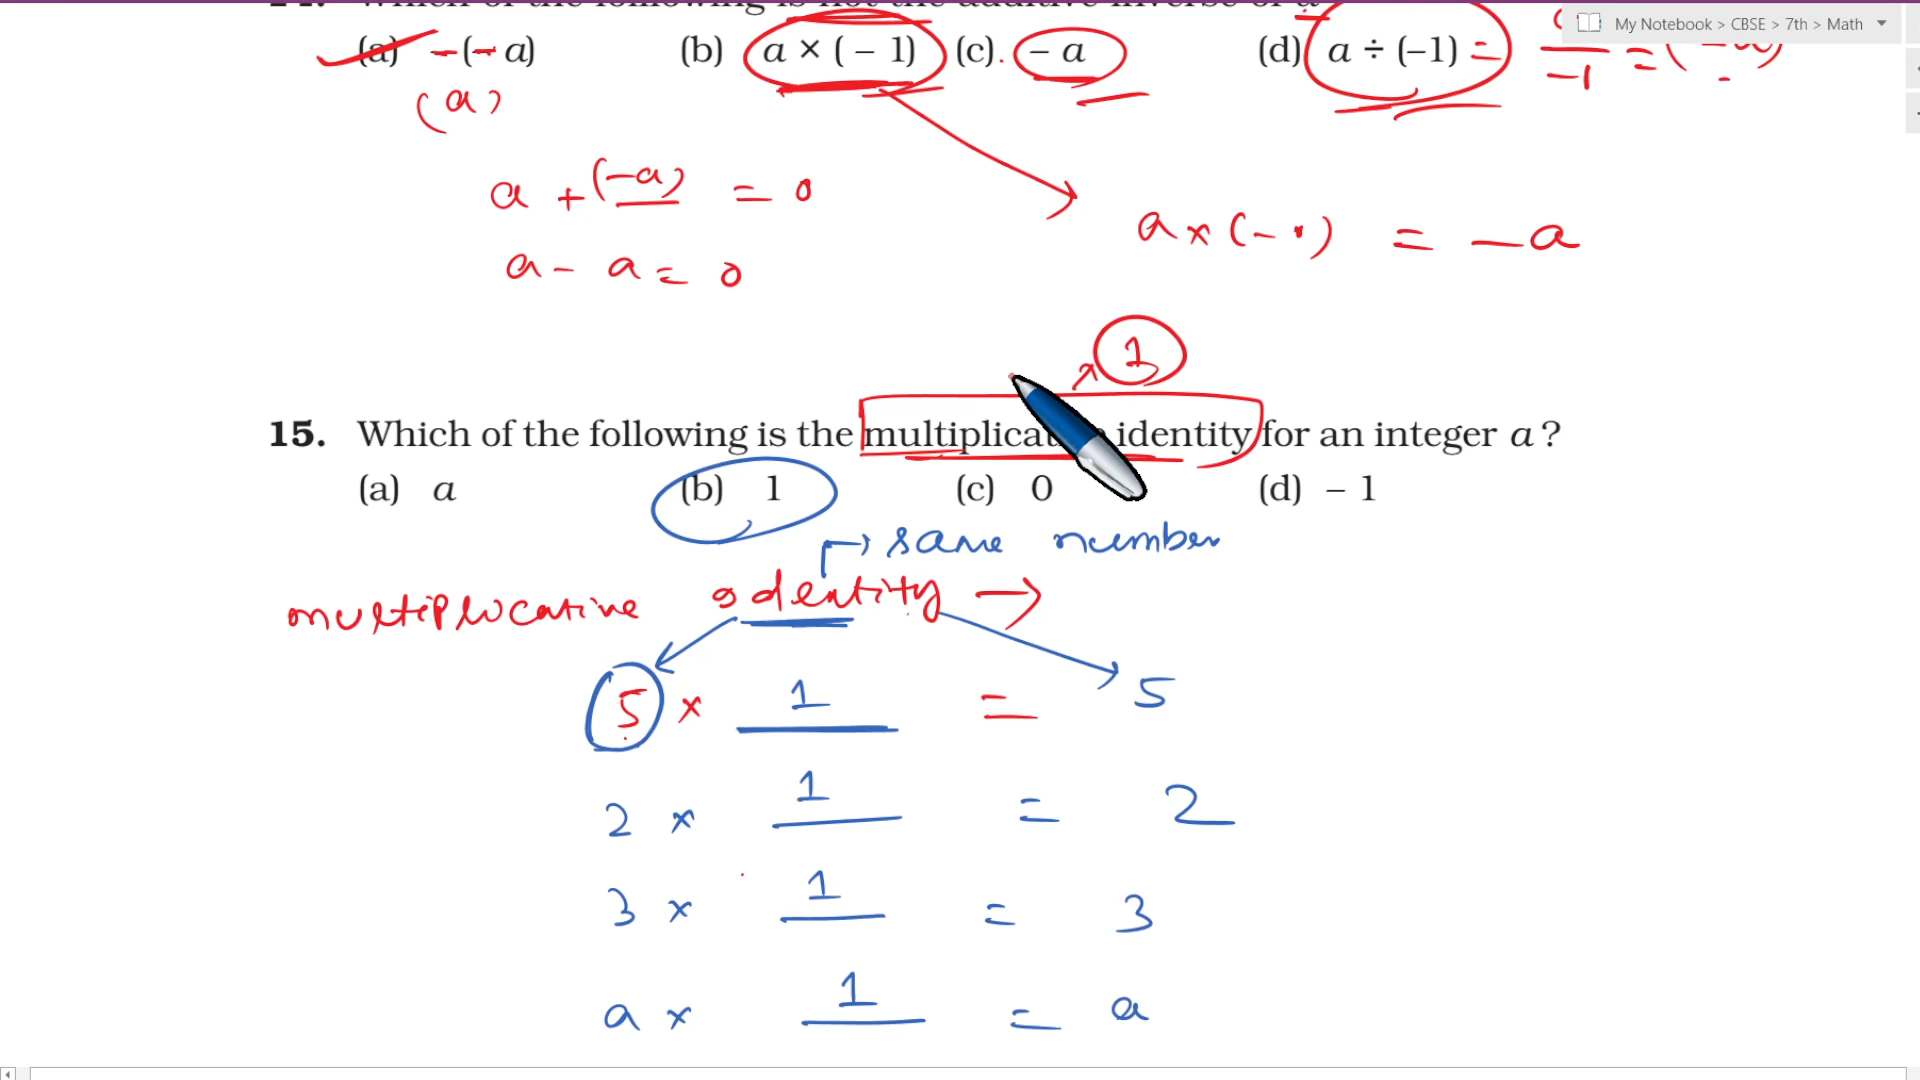 My Notebook > CBSE > 7th > Math
(a) – (– a) (b) a × ( – 1) (c). – a (d) a ÷ (–1) =
(a)
-1 =
a + (-a) = 0
a - a = 0
a × (-1) = -a
1
15. Which of the following is the identity for an integer a ?
(a) a (b) 1 (c) 0 (d) – 1
same number
multiplicative identity →
5 × 1 = 5
2 × 1 = 2
3 × 1 = 3
a × 1 = a